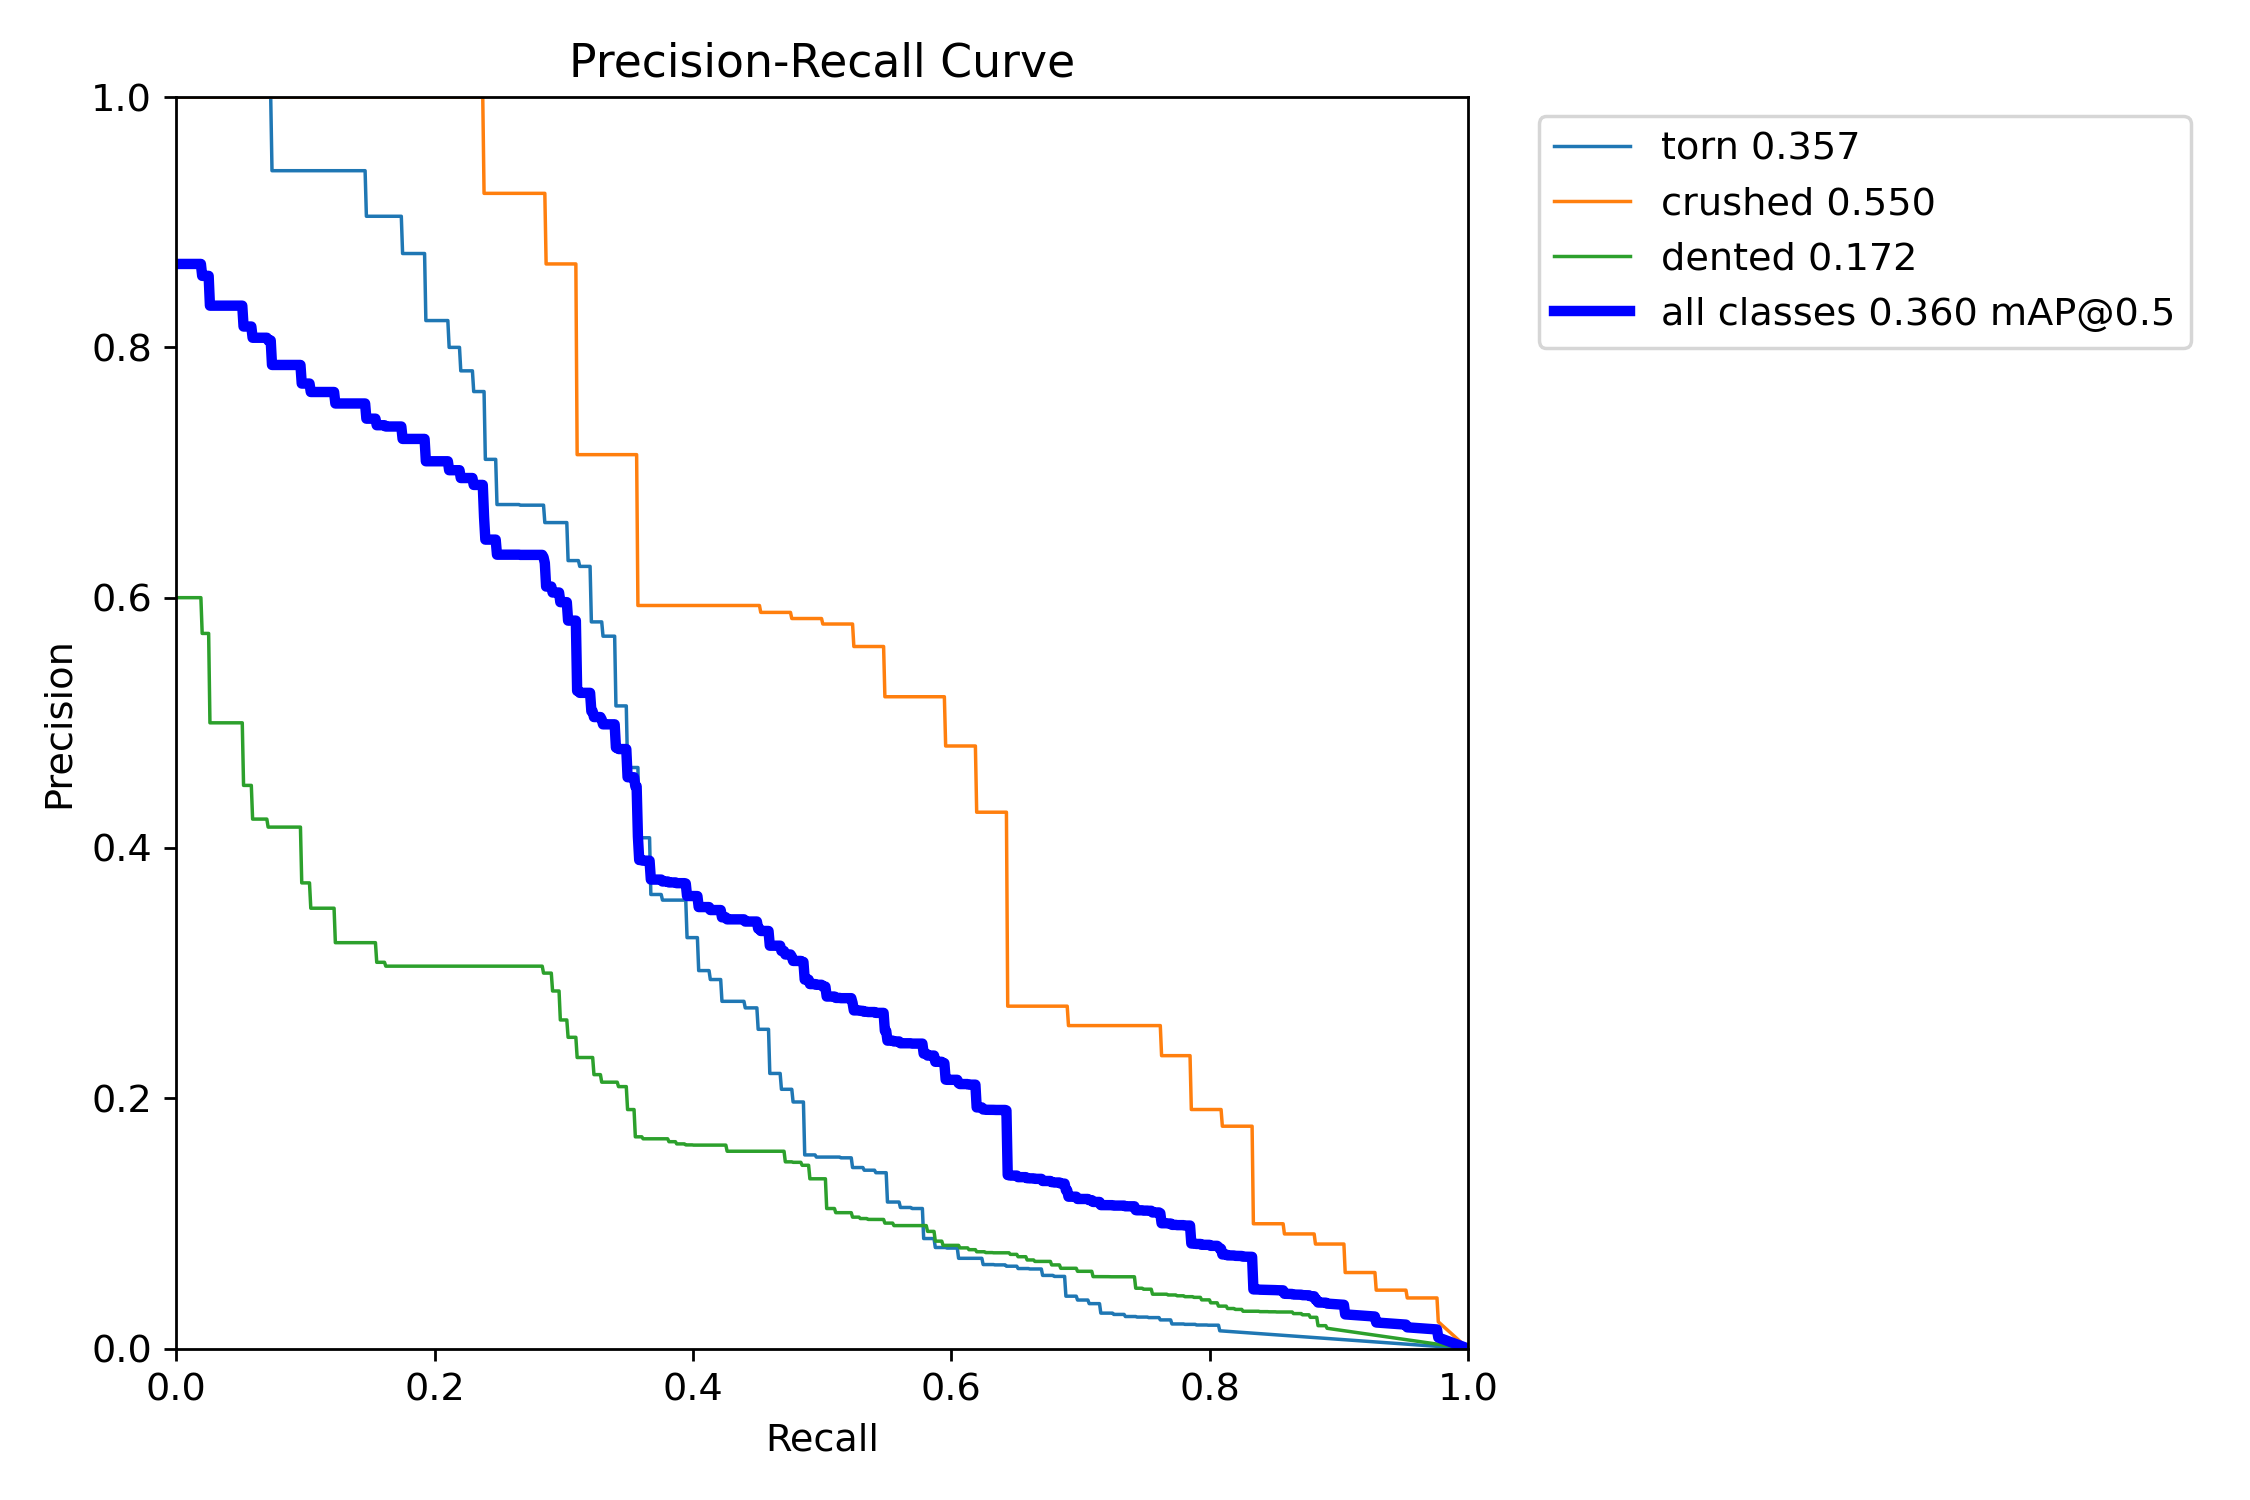 Precision-Recall Curve
1.0
0.8
0.6
0.4
0.2
0.0
Precision
0.0 0.2 0.4 0.6 0.8 1.0
Recall
torn 0.357
crushed 0.550
dented 0.172
all classes 0.360 mAP@0.5